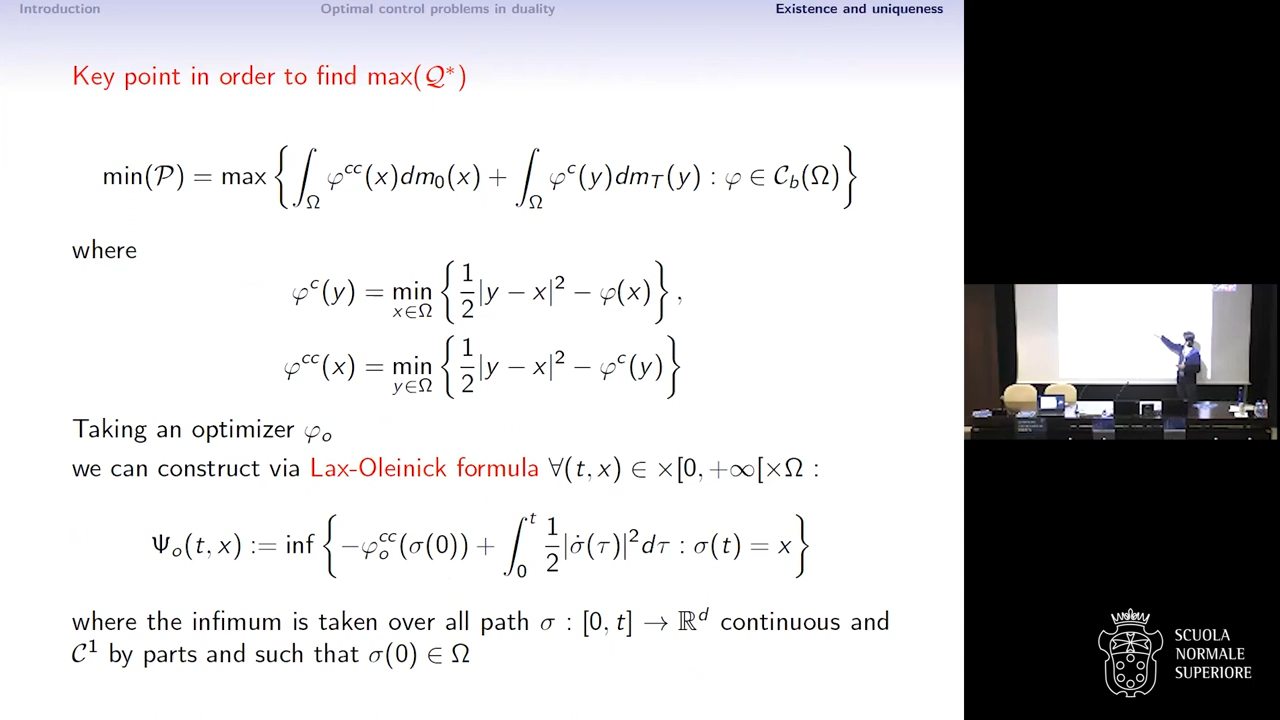 Introduction Optimal control problems in duality Existence and uniqueness
Key point in order to find max(𝒬*)
min(𝒫) = max { ∫_Ω φ^{cc}(x)dm_0(x) + ∫_Ω φ^c(y)dm_T(y) : φ ∈ 𝒞_b(Ω) }
where
φ^c(y) = min_{x∈Ω} { 1/2 |y − x|² − φ(x) } ,
φ^{cc}(x) = min_{y∈Ω} { 1/2 |y − x|² − φ^c(y) }
Taking an optimizer φ_o
we can construct via Lax-Oleinick formula ∀(t, x) ∈ ×[0, +∞[×Ω :
Ψ_o(t, x) := inf { −φ_o^{cc}(σ(0)) + ∫_0^t 1/2 |σ̇(τ)|² dτ : σ(t) = x }
where the infimum is taken over all path σ : [0, t] → ℝ^d continuous and
𝒞¹ by parts and such that σ(0) ∈ Ω
SCUOLA
NORMALE
SUPERIORE